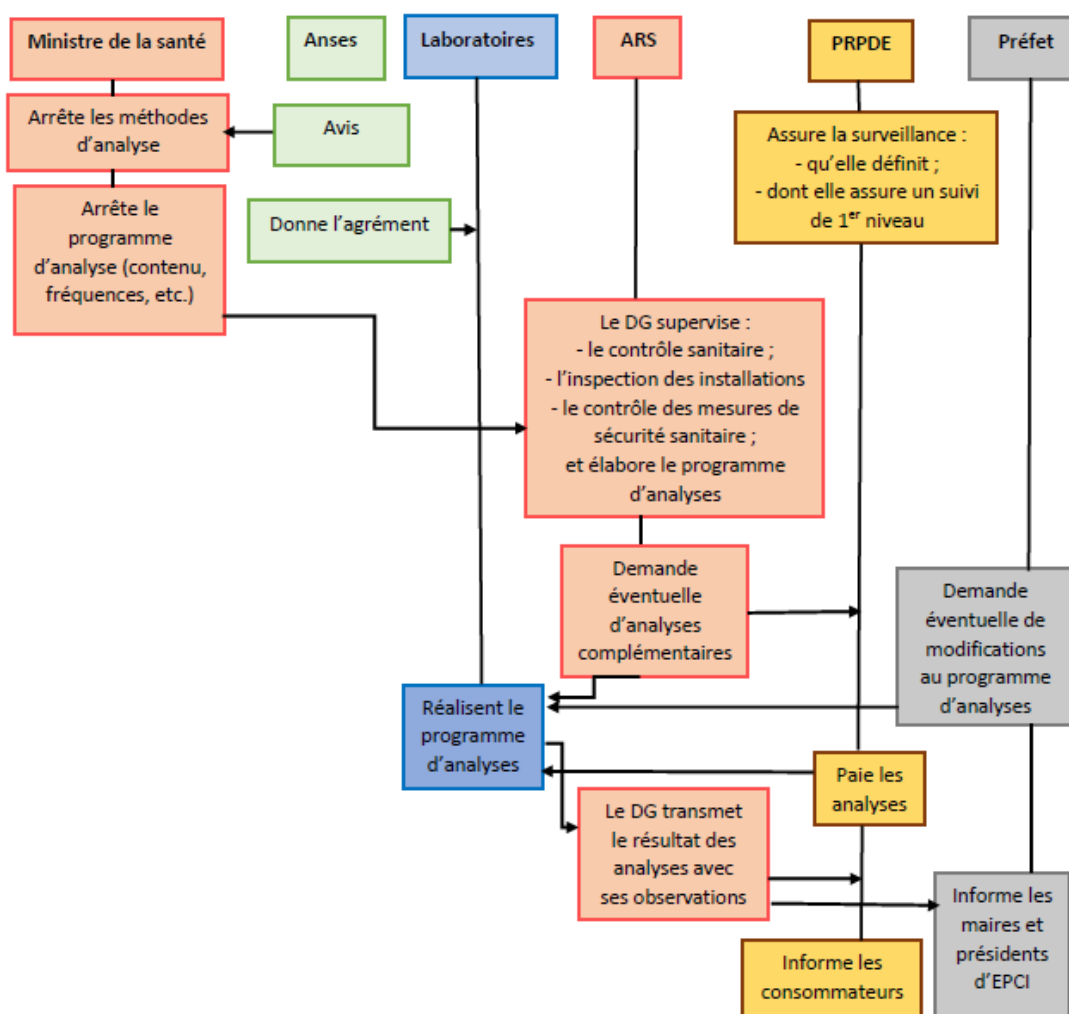 Ministre de la santé
Anses
Laboratoires
ARS
PRPDE
Préfet
Arrête les méthodes
d'analyse
Avis
Assure la surveillance :
- qu'elle définit ;
- dont elle assure un suivi
de 1er niveau
Arrête le
programme
d'analyse (contenu,
fréquences, etc.)
Donne l'agrément
Le DG supervise :
- le contrôle sanitaire ;
- l'inspection des installations
- le contrôle des mesures de
sécurité sanitaire ;
et élabore le programme
d'analyses
Demande
éventuelle
d'analyses
complémentaires
Demande
éventuelle de
modifications
au programme
d'analyses
Réalisent le
programme
d'analyses
Paie les
analyses
Le DG transmet
le résultat des
analyses avec
ses observations
Informe les
maires et
présidents
d'EPCI
Informe les
consommateurs